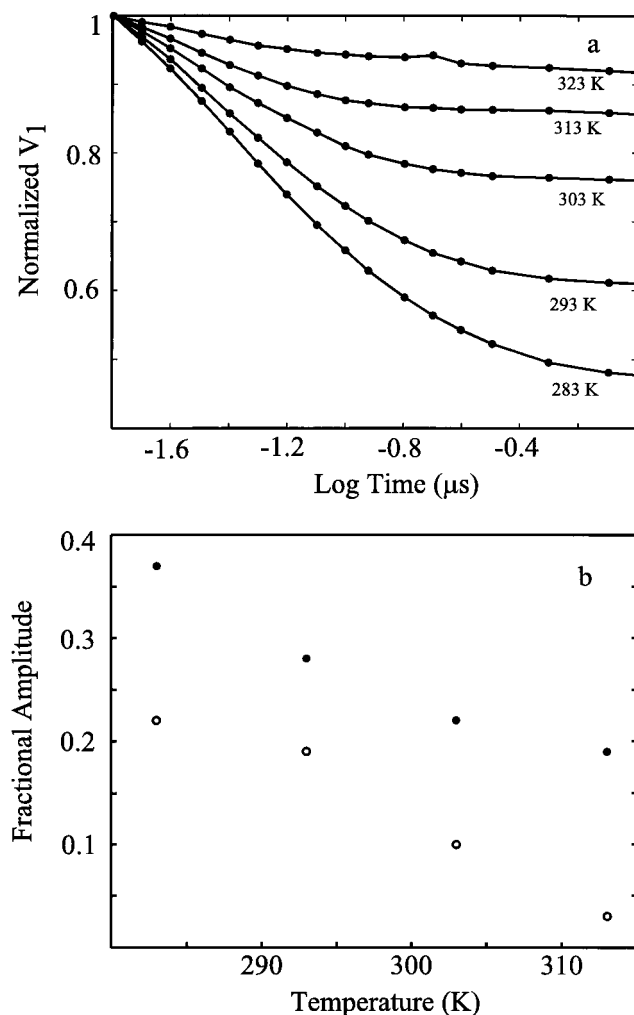 1
a
323 K
313 K
0.8
303 K
Normalized V1
0.6
293 K
283 K
-1.6
-1.2
-0.8
-0.4
Log Time (μs)
0.4
b
0.3
Fractional Amplitude
0.2
0.1
290
300
310
Temperature (K)